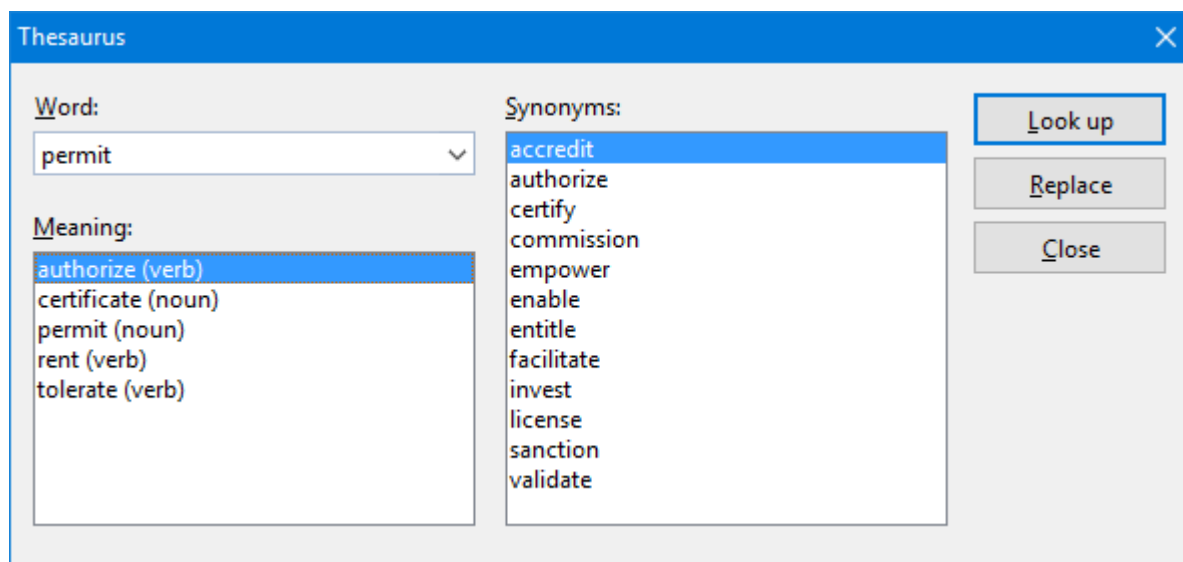 Thesaurus
Word:
permit
Meaning:
authorize (verb)
certificate (noun)
permit (noun)
rent (verb)
tolerate (verb)
Synonyms:
accredit
authorize
certify
commission
empower
enable
entitle
facilitate
invest
license
sanction
validate
Look up
Replace
Close